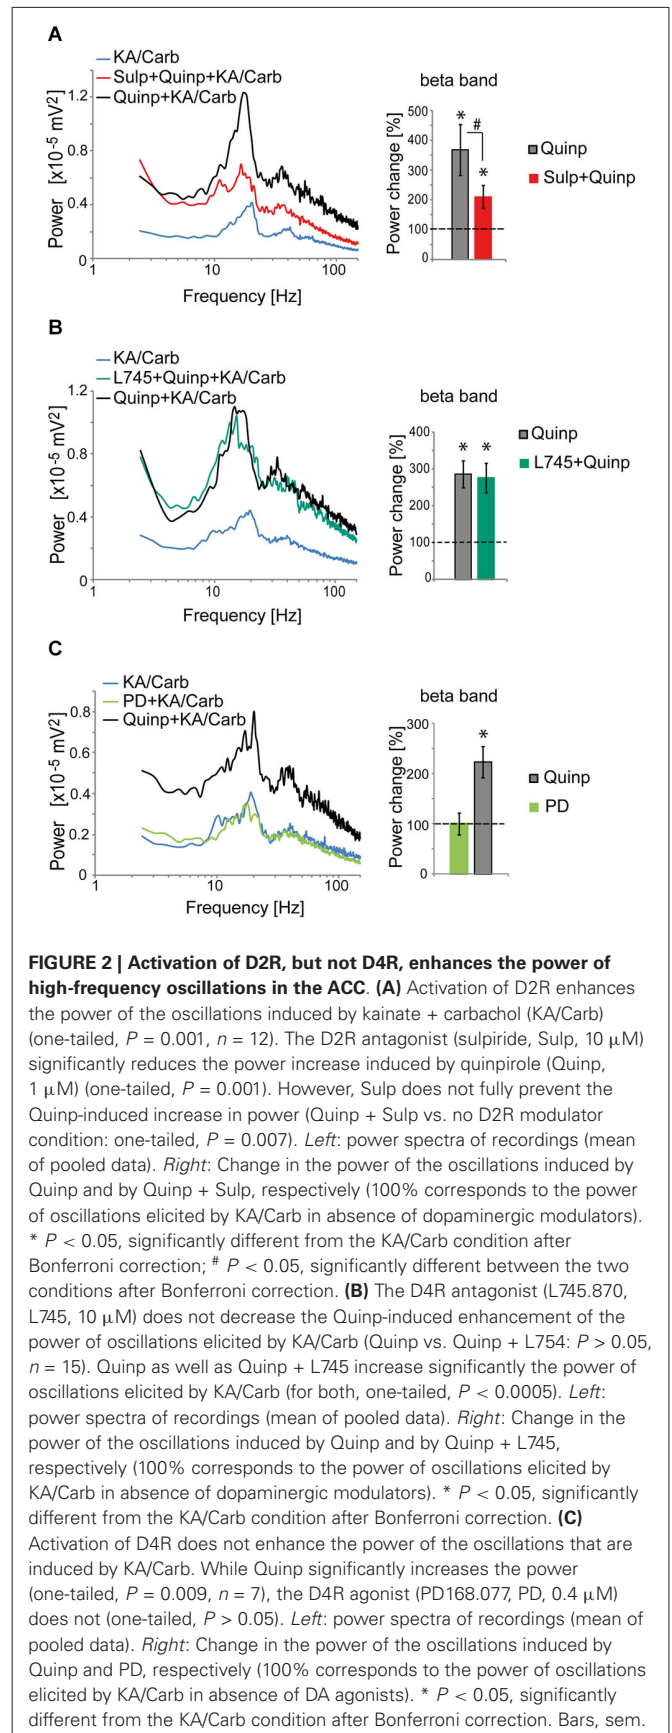 A
KA/Carb
Sulp+Quinp+KA/Carb
Quinp+KA/Carb
Power [x10-5 mV2]
1.2
0.8
0.4
0
1
10
100
Frequency [Hz]
beta band
Power change [%]
500
400
300
200
100
0
*
#
*
Quinp
Sulp+Quinp
B
KA/Carb
L745+Quinp+KA/Carb
Quinp+KA/Carb
Power [x10-5 mV2]
1.2
0.8
0.4
0
1
10
100
Frequency [Hz]
beta band
Power change [%]
400
300
200
100
0
* *
Quinp
L745+Quinp
C
KA/Carb
PD+KA/Carb
Quinp+KA/Carb
Power [x10-5 mV2]
0.8
0.6
0.4
0.2
0
1
10
100
Frequency [Hz]
beta band
Power change [%]
300
200
100
0
*
Quinp
PD
FIGURE 2 | Activation of D2R, but not D4R, enhances the power of
high-frequency oscillations in the ACC. (A) Activation of D2R enhances
the power of the oscillations induced by kainate + carbachol (KA/Carb)
(one-tailed, P = 0.001, n = 12). The D2R antagonist (sulpiride, Sulp, 10 μM)
significantly reduces the power increase induced by quinpirole (Quinp,
1 μM) (one-tailed, P = 0.001). However, Sulp does not fully prevent the
Quinp-induced increase in power (Quinp + Sulp vs. no D2R modulator
condition: one-tailed, P = 0.007). Left: power spectra of recordings (mean
of pooled data). Right: Change in the power of the oscillations induced by
Quinp and by Quinp + Sulp, respectively (100% corresponds to the power
of oscillations elicited by KA/Carb in absence of dopaminergic modulators).
* P < 0.05, significantly different from the KA/Carb condition after
Bonferroni correction; # P < 0.05, significantly different between the two
conditions after Bonferroni correction. (B) The D4R antagonist (L745.870,
L745, 10 μM) does not decrease the Quinp-induced enhancement of the
power of oscillations elicited by KA/Carb (Quinp vs. Quinp + L754: P > 0.05,
n = 15). Quinp as well as Quinp + L745 increase significantly the power of
oscillations elicited by KA/Carb (for both, one-tailed, P < 0.0005). Left:
power spectra of recordings (mean of pooled data). Right: Change in the
power of the oscillations induced by Quinp and by Quinp + L745,
respectively (100% corresponds to the power of oscillations elicited by
KA/Carb in absence of dopaminergic modulators). * P < 0.05, significantly
different from the KA/Carb condition after Bonferroni correction. (C)
Activation of D4R does not enhance the power of the oscillations that are
induced by KA/Carb. While Quinp significantly increases the power
(one-tailed, P = 0.009, n = 7), the D4R agonist (PD168.077, PD, 0.4 μM)
does not (one-tailed, P > 0.05). Left: power spectra of recordings (mean of
pooled data). Right: Change in the power of the oscillations induced by
Quinp and PD, respectively (100% corresponds to the power of oscillations
elicited by KA/Carb in absence of DA agonists). * P < 0.05, significantly
different from the KA/Carb condition after Bonferroni correction. Bars, sem.